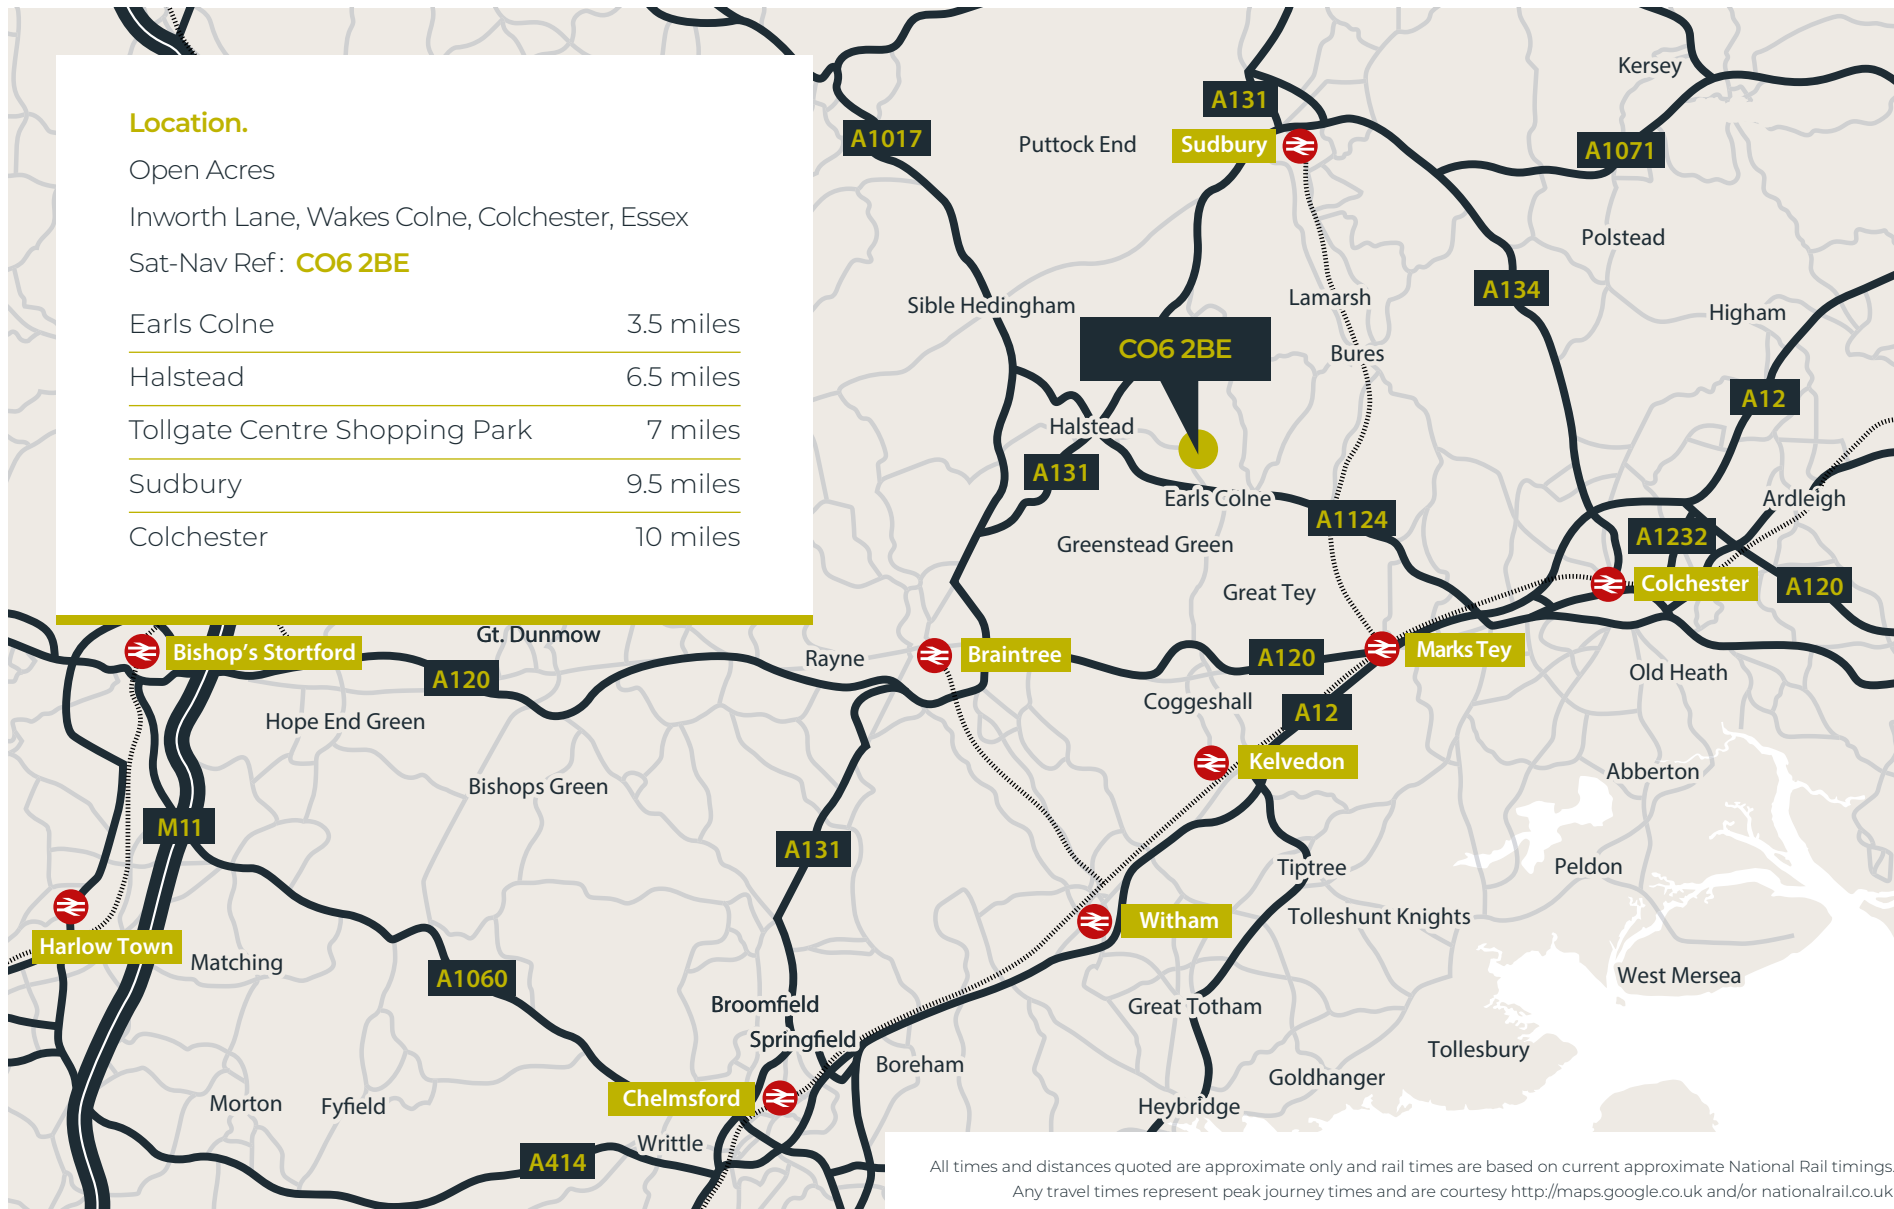 Location.
Open Acres
Inworth Lane, Wakes Colne, Colchester, Essex
Sat-Nav Ref: CO6 2BE
Earls Colne 3.5 miles
Halstead 6.5 miles
Tollgate Centre Shopping Park 7 miles
Sudbury 9.5 miles
Colchester 10 miles
Kersey
A131
A1017
Puttock End
Sudbury
A1071
Polstead
A134
Lamarsh
Sible Hedingham
Higham
CO6 2BE
Bures
A12
Halstead
A131
Earls Colne
Ardleigh
A1124
A1232
Greenstead Green
Colchester
A120
Great Tey
Gt. Dunmow
Bishop's Stortford
Rayne
Braintree
A120
Marks Tey
A120
Old Heath
Coggeshall
A12
Hope End Green
Kelvedon
Abberton
Bishops Green
M11
A131
Tiptree
Peldon
Harlow Town
Witham
Tolleshunt Knights
Matching
A1060
West Mersea
Broomfield
Great Totham
Springfield
Boreham
Tollesbury
Goldhanger
Chelmsford
Morton
Fyfield
Heybridge
Writtle
A414
All times and distances quoted are approximate only and rail times are based on current approximate National Rail timings.
Any travel times represent peak journey times and are courtesy http://maps.google.co.uk and/or nationalrail.co.uk